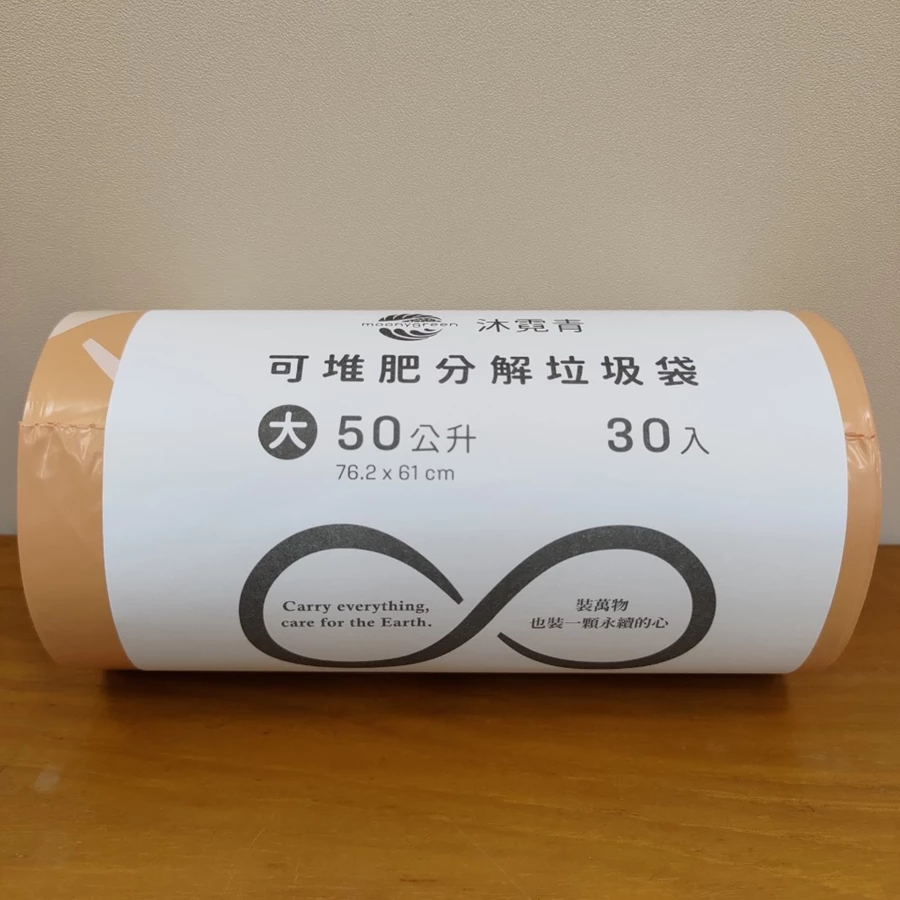 moonygreen 沐霓青
可堆肥分解垃圾袋
大 50公升 30入
76.2 x 61 cm
Carry everything,
care for the Earth.
裝萬物
也裝一顆永續的心